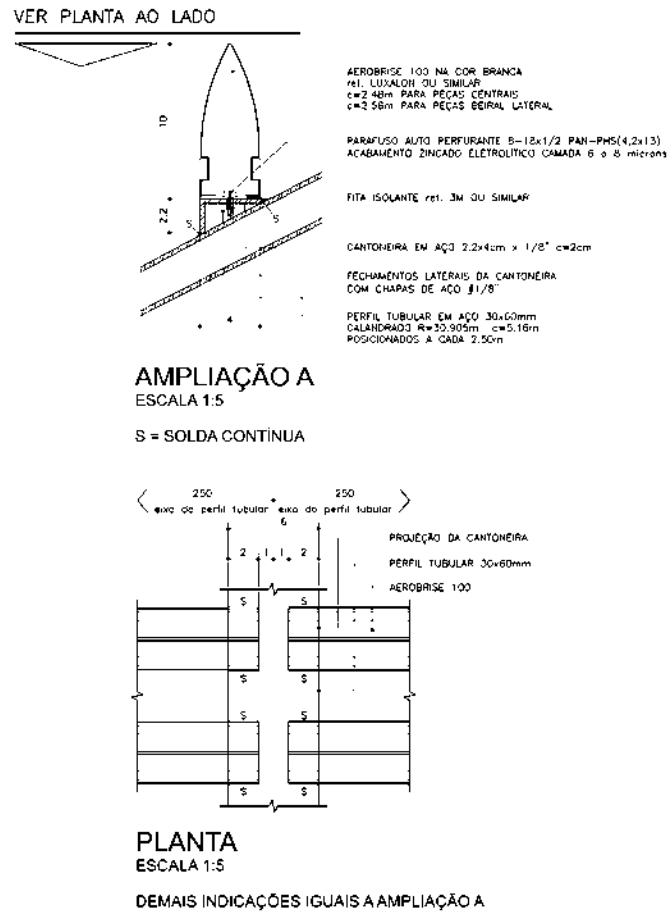 VER PLANTA AO LADO
10
2.2
4
S
S
AEROBRISE 100 NA COR BRANCA
ref. LUXALON OU SIMILAR
c=2.48m PARA PEÇAS CENTRAIS
c=2.56m PARA PEÇAS BEIRAL LATERAL
PARAFUSO AUTO PERFURANTE 8-18x1/2 PAN-PHS(4,2x13)
ACABAMENTO ZINCADO ELETROLÍTICO CAMADA 6 a 8 microns
FITA ISOLANTE ref. 3M OU SIMILAR
CANTONEIRA EM AÇO 2.2x4cm x 1/8" c=2cm
FECHAMENTOS LATERAIS DA CANTONEIRA
COM CHAPAS DE AÇO #1/8"
PERFIL TUBULAR EM AÇO 30x60mm
CALANDRADO R=30.905m c=5.16m
POSICIONADOS A CADA 2.50m
AMPLIAÇÃO A
ESCALA 1:5
S = SOLDA CONTÍNUA
250 250
eixo do perfil tubular eixo do perfil tubular
6
2 1 1 2
PROJEÇÃO DA CANTONEIRA
PERFIL TUBULAR 30x60mm
AEROBRISE 100
S S
S S
S S
S S
PLANTA
ESCALA 1:5
DEMAIS INDICAÇÕES IGUAIS A AMPLIAÇÃO A